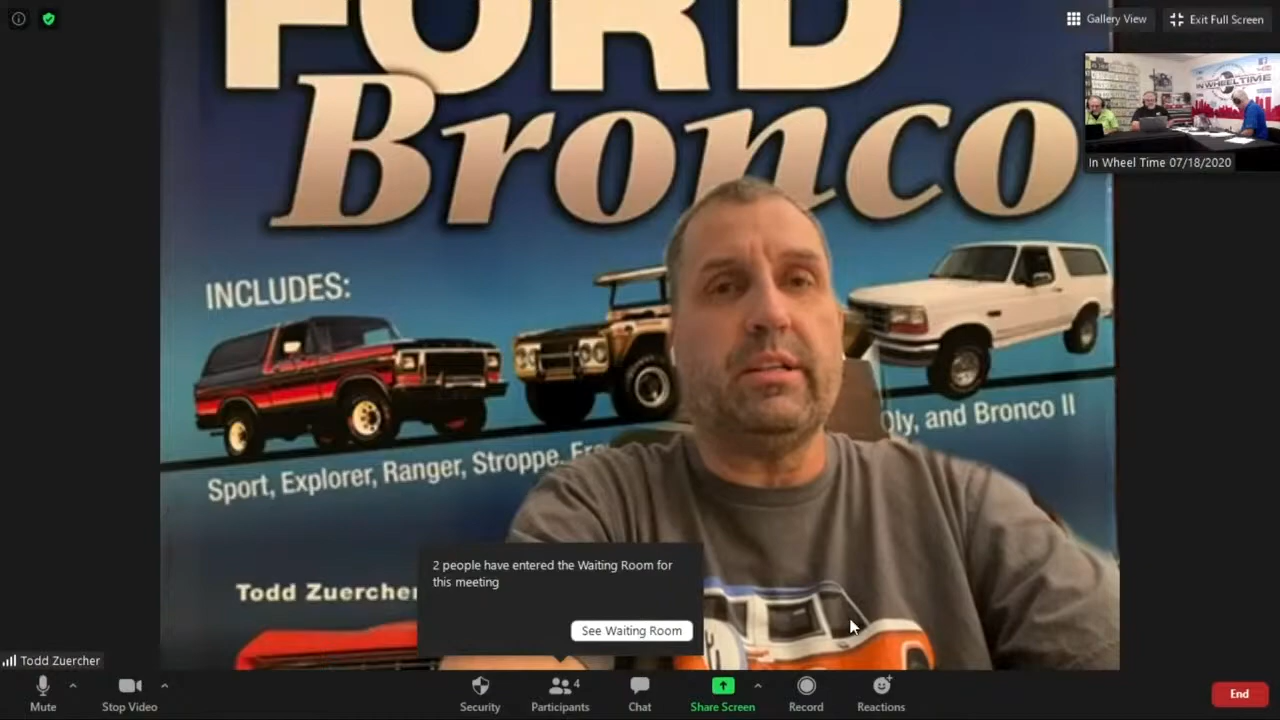 Gallery View
Exit Full Screen
FORD
Bronco
IN WHEELTIME
In Wheel Time 07/18/2020
INCLUDES:
Oly, and Bronco II
Sport, Explorer, Ranger, Stroppe,
Todd Zuercher
2 people have entered the Waiting Room for
this meeting
See Waiting Room
Todd Zuercher
4
Mute
Stop Video
Security
Participants
Chat
Share Screen
Record
Reactions
End